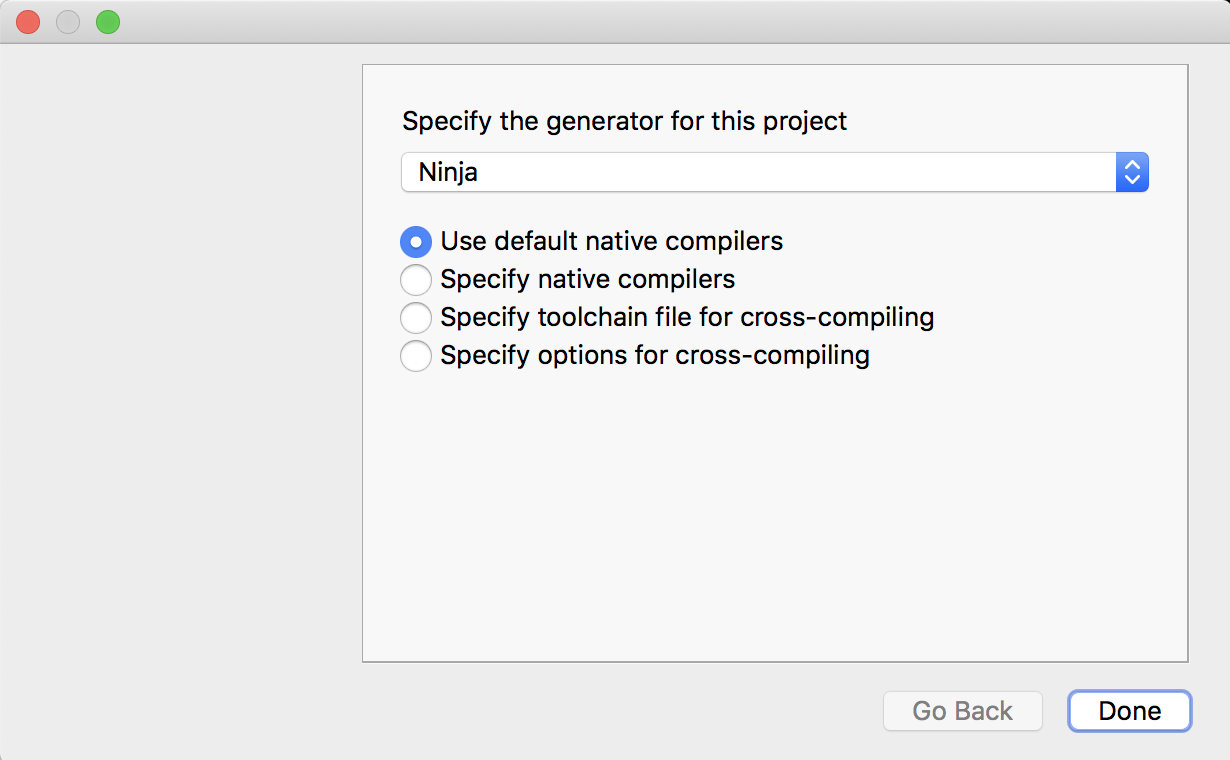 Specify the generator for this project
Ninja
Use default native compilers
Specify native compilers
Specify toolchain file for cross-compiling
Specify options for cross-compiling
Go Back
Done